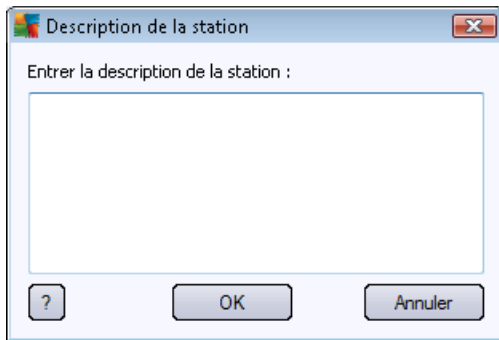 Description de la station
Entrer la description de la station :
? OK Annuler